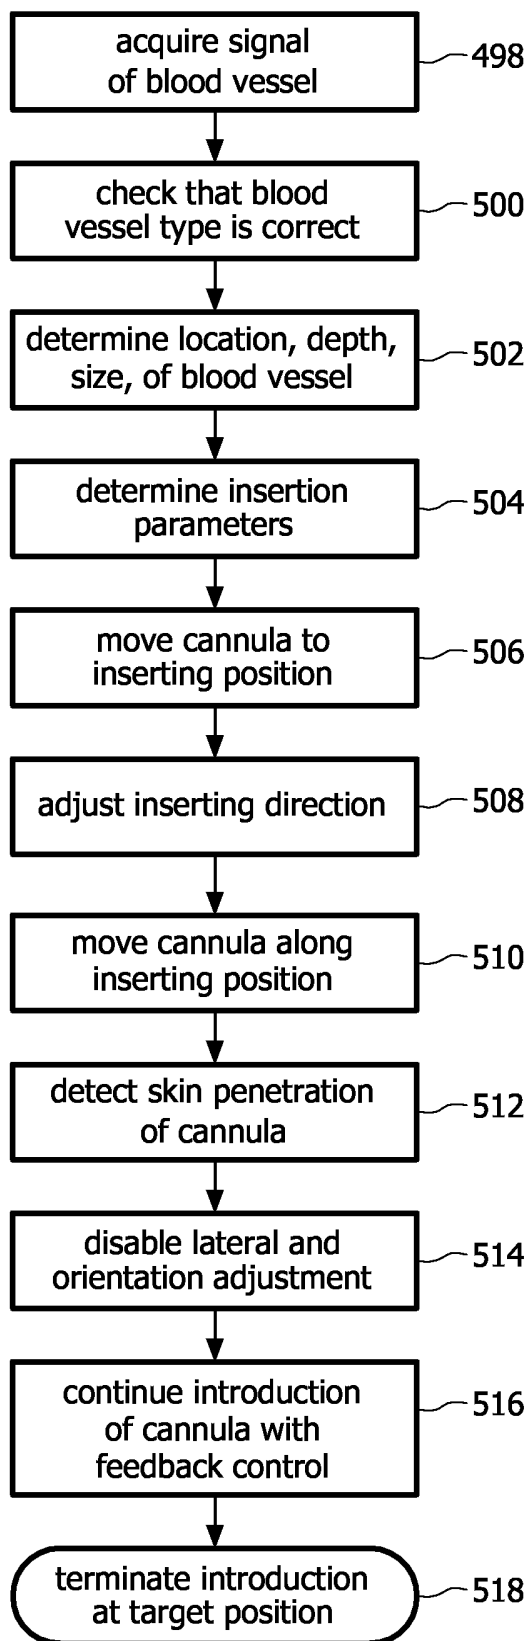 acquire signal
of blood vessel
498
check that blood
vessel type is correct
500
determine location, depth,
size, of blood vessel
502
determine insertion
parameters
504
move cannula to
inserting position
506
adjust inserting direction
508
move cannula along
inserting position
510
detect skin penetration
of cannula
512
disable lateral and
orientation adjustment
514
continue introduction
of cannula with
feedback control
516
terminate introduction
at target position
518